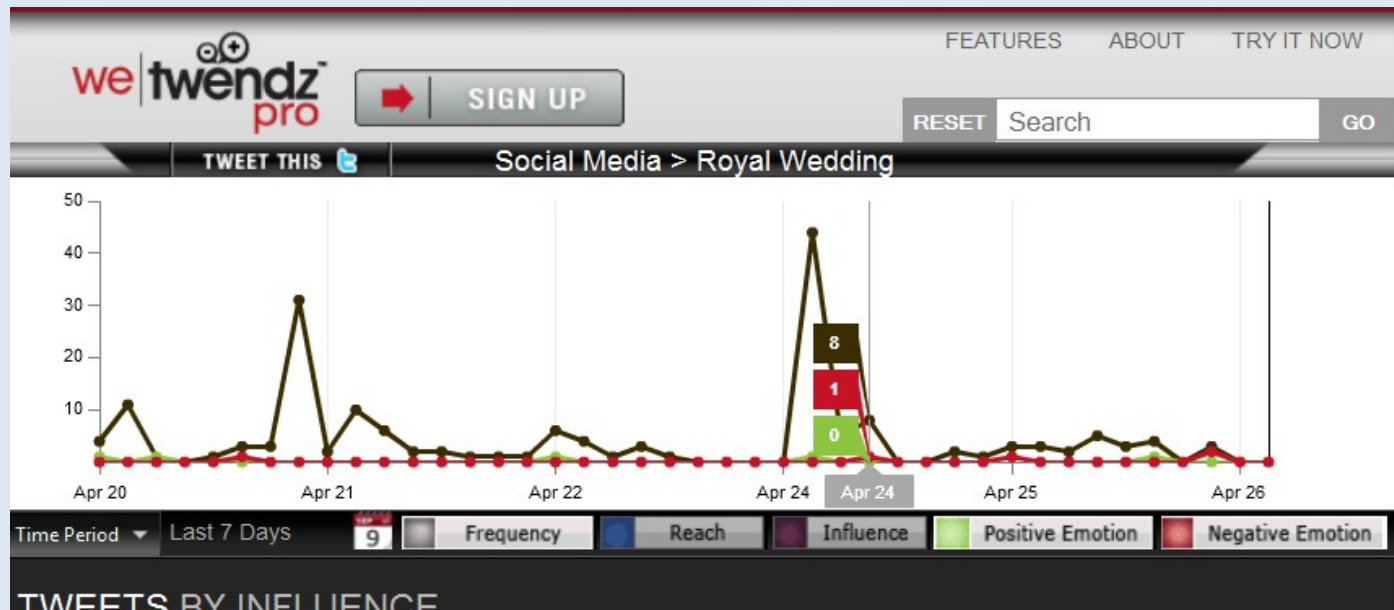 FEATURES ABOUT TRY IT NOW
we twendz™
pro
SIGN UP
RESET Search GO
TWEET THIS Social Media > Royal Wedding
50
40
30
20
10
8
1
0
Apr 20 Apr 21 Apr 22 Apr 24 Apr 24 Apr 25 Apr 26
Time Period Last 7 Days SEP 9 Frequency Reach Influence Positive Emotion Negative Emotion
TWEETS BY INFLUENCE